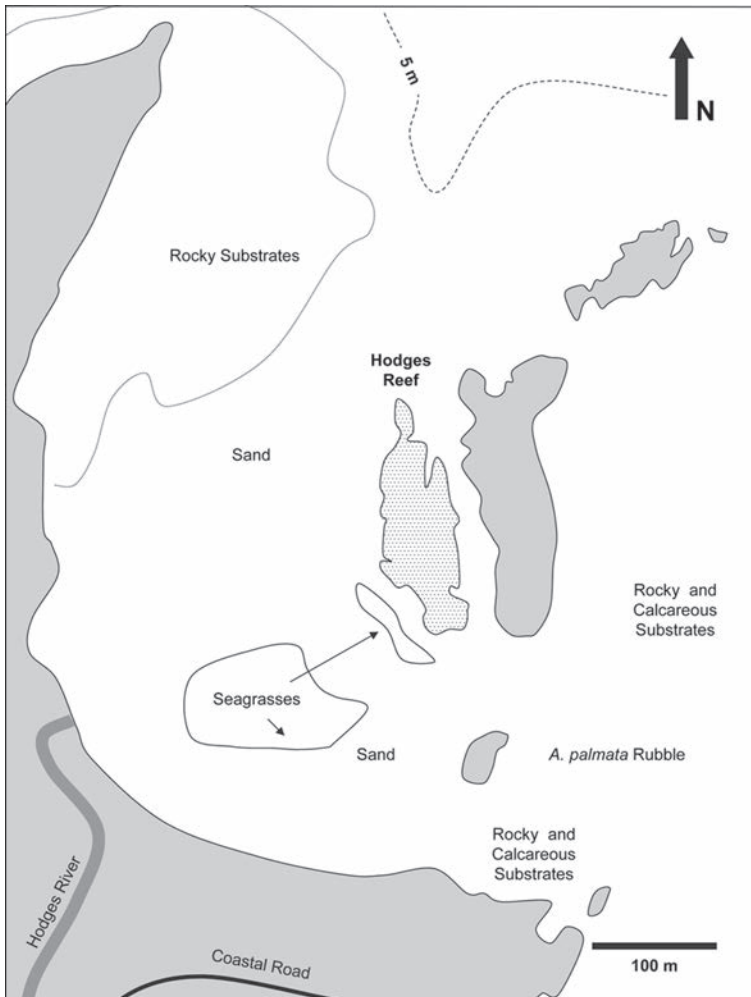 5 m
N
Rocky Substrates
Hodges
Reef
Sand
Rocky and
Calcareous
Substrates
Seagrasses
Sand
A. palmata Rubble
Rocky and
Calcareous
Substrates
Hodges River
Coastal Road
100 m